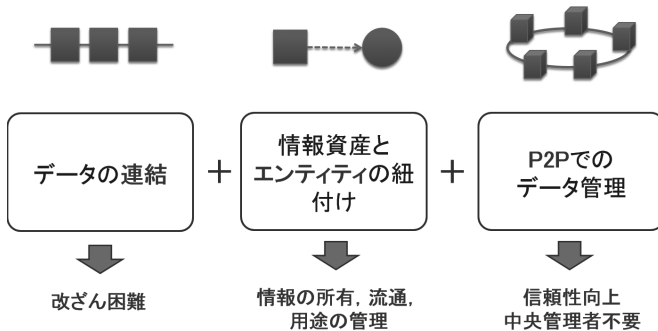 データの連結
+
情報資産と
エンティティの紐
付け
+
P2Pでの
データ管理
改ざん困難
情報の所有, 流通,
用途の管理
信頼性向上
中央管理者不要